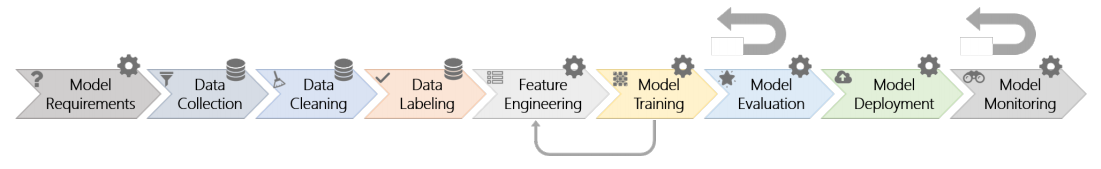 Model
Requirements
Data
Collection
Data
Cleaning
Data
Labeling
Feature
Engineering
Model
Training
Model
Evaluation
Model
Deployment
Model
Monitoring